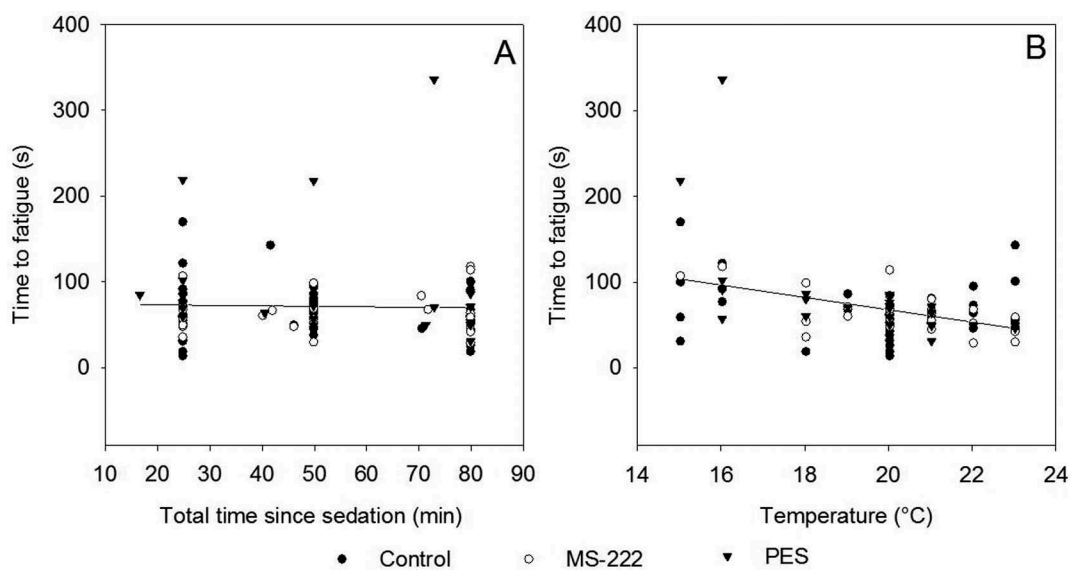 A
B
400
300
200
100
0
Time to fatigue (s)
10 20 30 40 50 60 70 80 90
Total time since sedation (min)
400
300
200
100
0
Time to fatigue (s)
14 16 18 20 22 24
Temperature (°C)
Control MS-222 PES